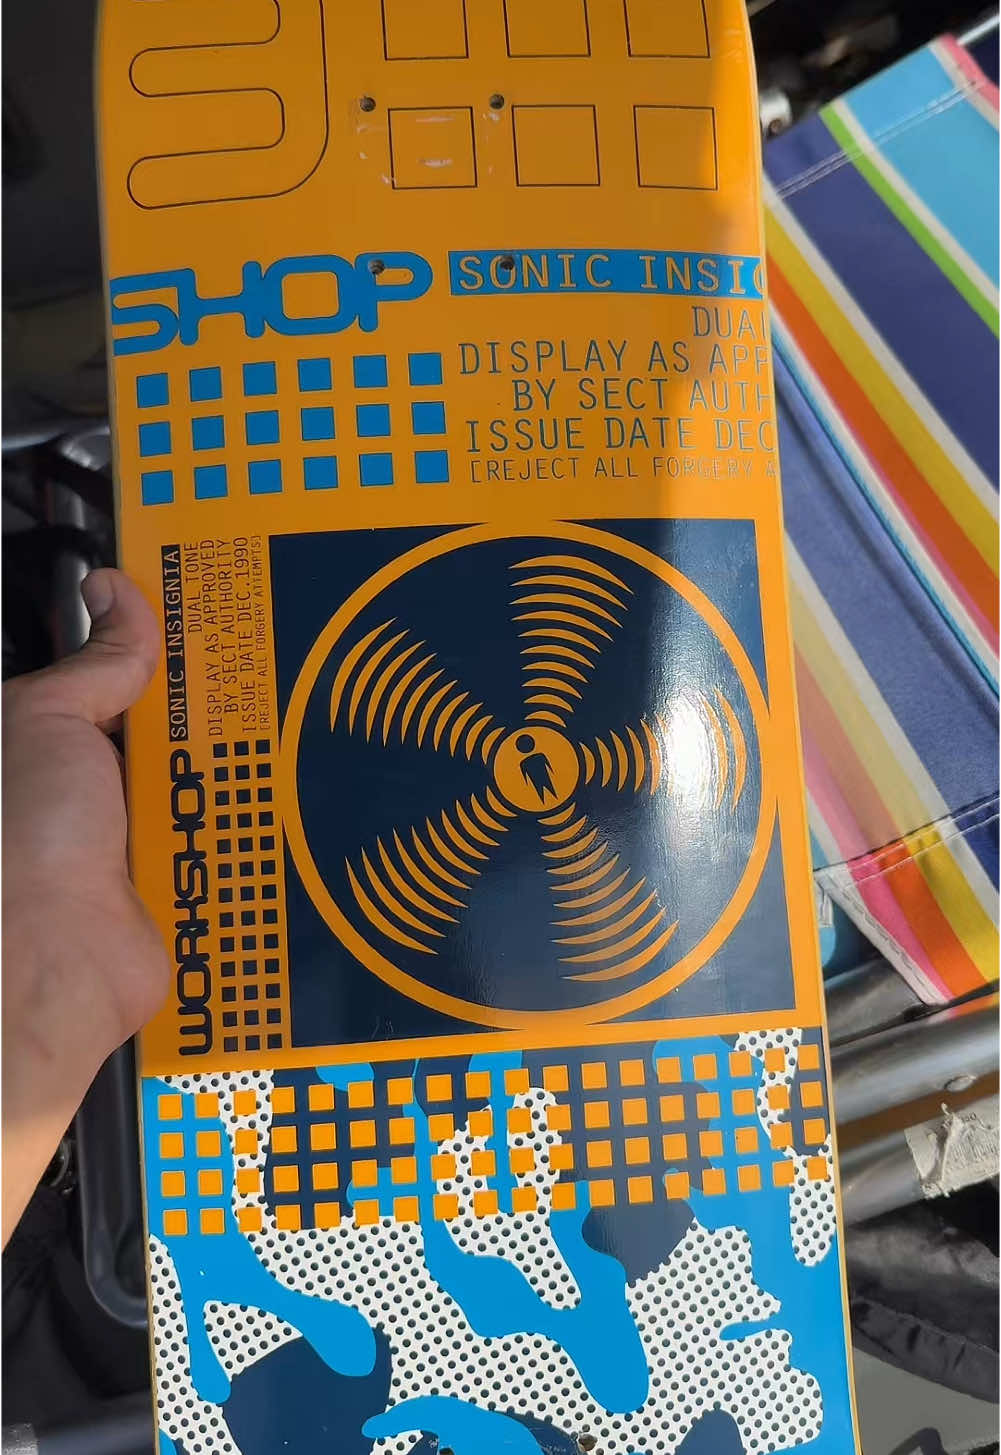 SHOP
SONIC INSIG
DUAL
DISPLAY AS APP
BY SECT AUTH
ISSUE DATE DEC
[REJECT ALL FORGERY A
WORKSHOP
SONIC INSIGNIA
DUAL TONE
DISPLAY AS APPROVED
BY SECT AUTHORITY
ISSUE DATE DEC.1990
[REJECT ALL FORGERY ATTEMPTS]